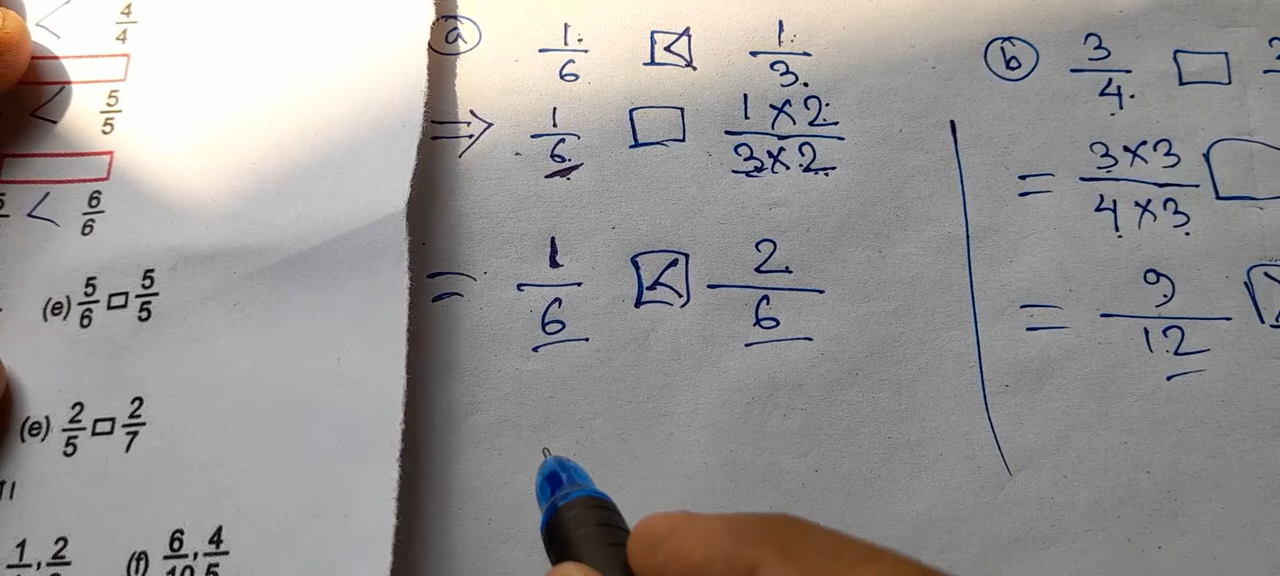 < 4/4
< 5/5
< 6/6
(e) 5/6 □ 5/5
(e) 2/5 □ 2/7
(f) 6/10, 4/5
(a) 1/6 < 1/3
⇒ 1/6 □ 1×2/3×2
= 1/6 < 2/6
(b) 3/4 □
= 3×3/4×3
= 9/12